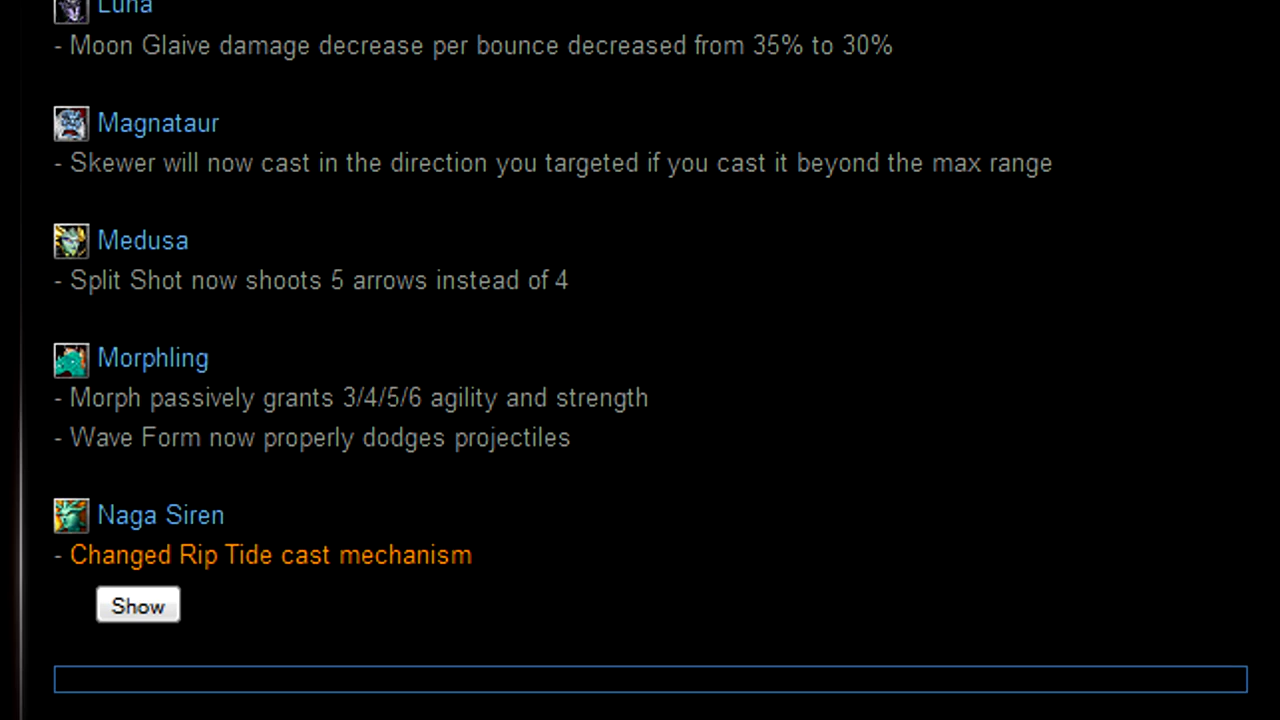 Luna
- Moon Glaive damage decrease per bounce decreased from 35% to 30%
Magnataur
- Skewer will now cast in the direction you targeted if you cast it beyond the max range
Medusa
- Split Shot now shoots 5 arrows instead of 4
Morphling
- Morph passively grants 3/4/5/6 agility and strength
- Wave Form now properly dodges projectiles
Naga Siren
- Changed Rip Tide cast mechanism
Show